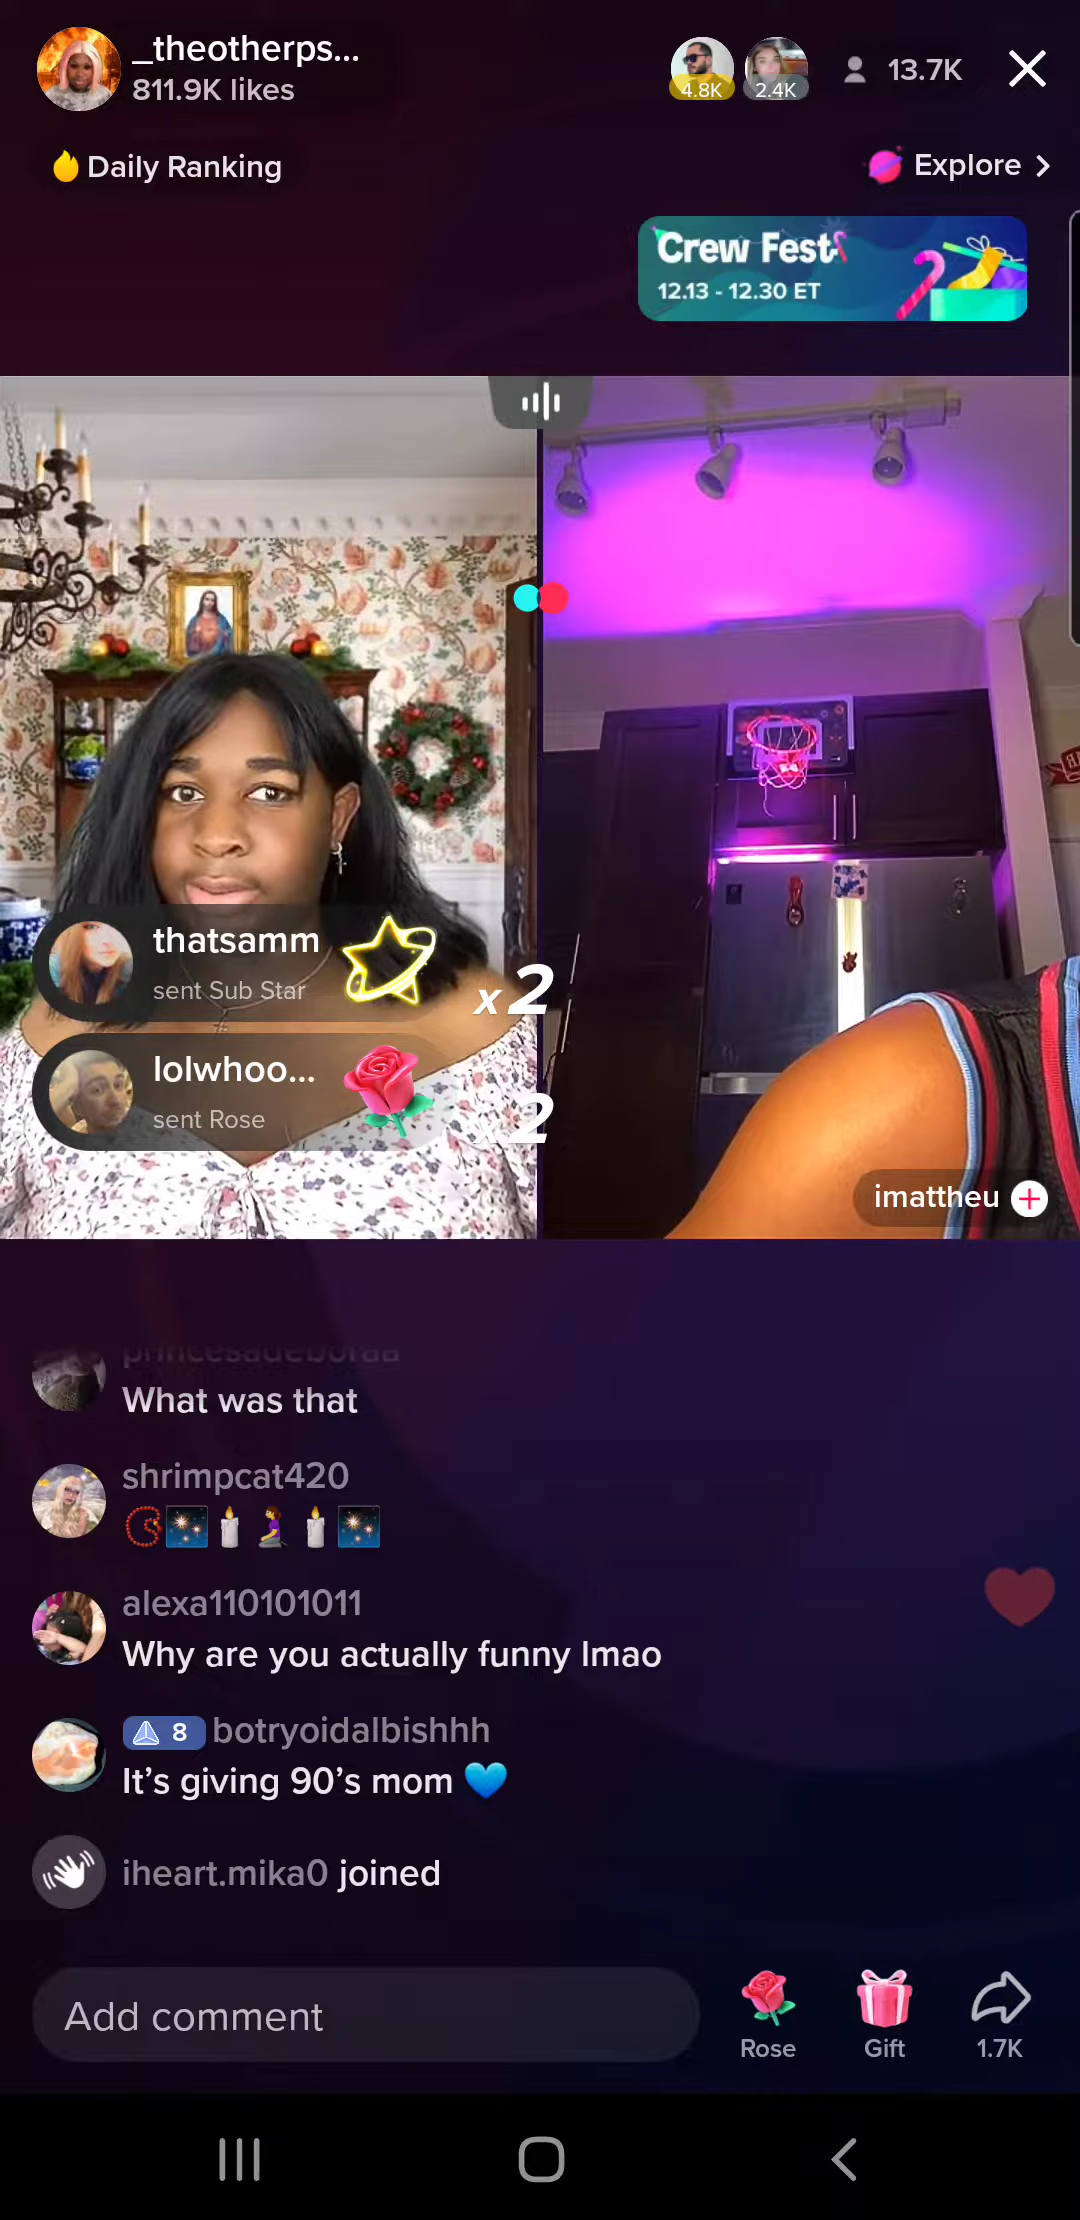 _theotherps...
811.9K likes
4.8K
2.4K
13.7K
Daily Ranking
Explore >
Crew Fest
12.13 - 12.30 ET
thatsamm
sent Sub Star
x2
lolwhoo...
sent Rose
x2
imattheu
princesadeboraa
What was that
shrimpcat420
alexa110101011
Why are you actually funny lmao
8 botryoidalbishhh
It's giving 90's mom 💙
iheart.mika0 joined
Add comment
Rose
Gift
1.7K